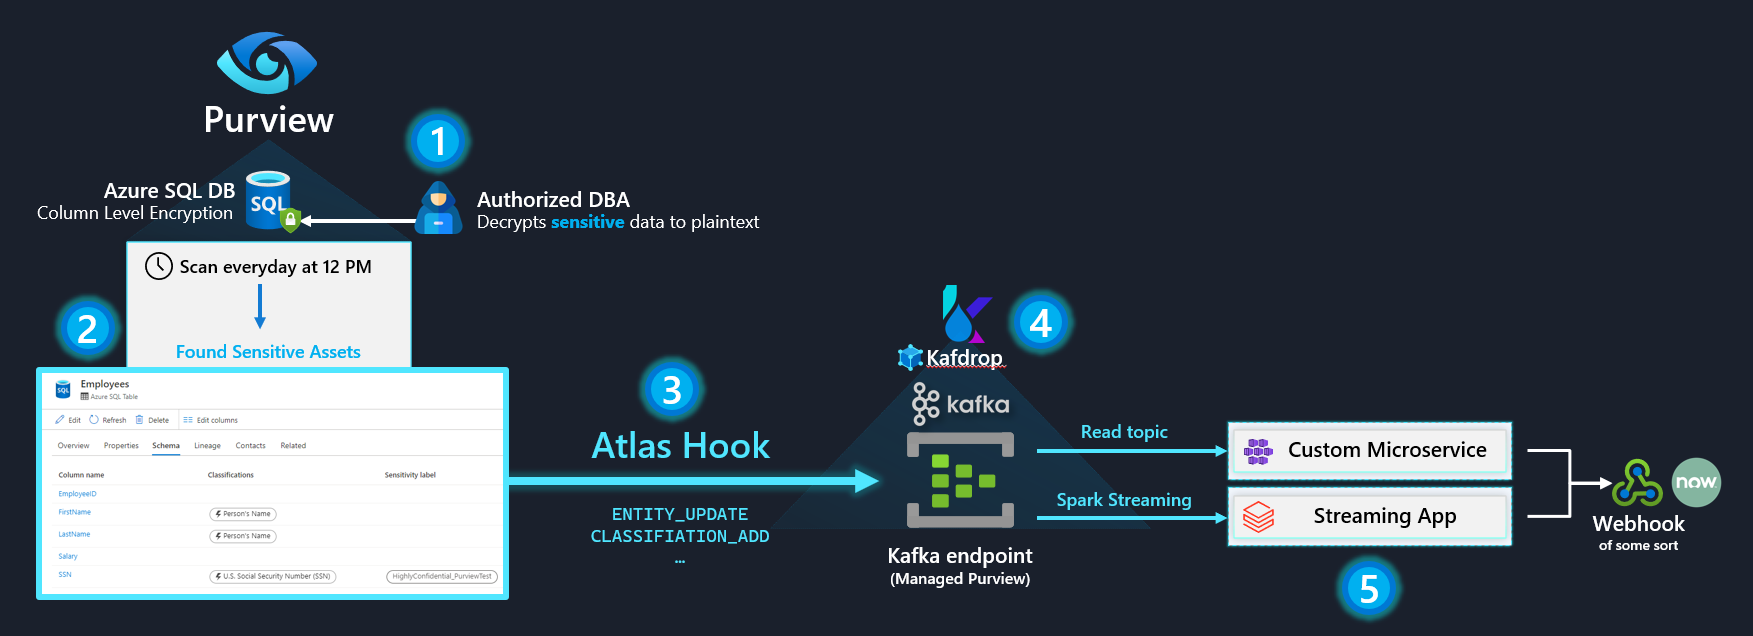 Purview
1
Azure SQL DB
Column Level Encryption
SQL
Authorized DBA
Decrypts sensitive data to plaintext
Scan everyday at 12 PM
2
Found Sensitive Assets
SQL
Employees
Azure SQL Table
Edit Refresh Delete Edit columns
Overview Properties Schema Lineage Contacts Related
Column name Classifications Sensitivity label
EmployeeID
FirstName Person's Name
LastName Person's Name
Salary
SSN U.S. Social Security Number (SSN) HighlyConfidential_PurviewTest
3
Atlas Hook
ENTITY_UPDATE
CLASSIFIATION_ADD
...
4
Kafdrop
kafka
Kafka endpoint
(Managed Purview)
Read topic
Spark Streaming
Custom Microservice
Streaming App
5
now
Webhook
of some sort